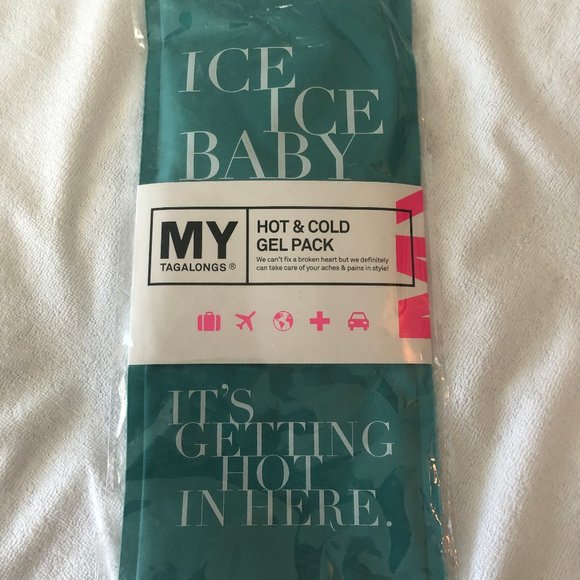 ICE
ICE
BABY
MY
TAGALONGS®
HOT & COLD
GEL PACK
We can't fix a broken heart but we definitely
can take care of your aches & pains in style!
MY
IT'S
GETTING
HOT
IN HERE.